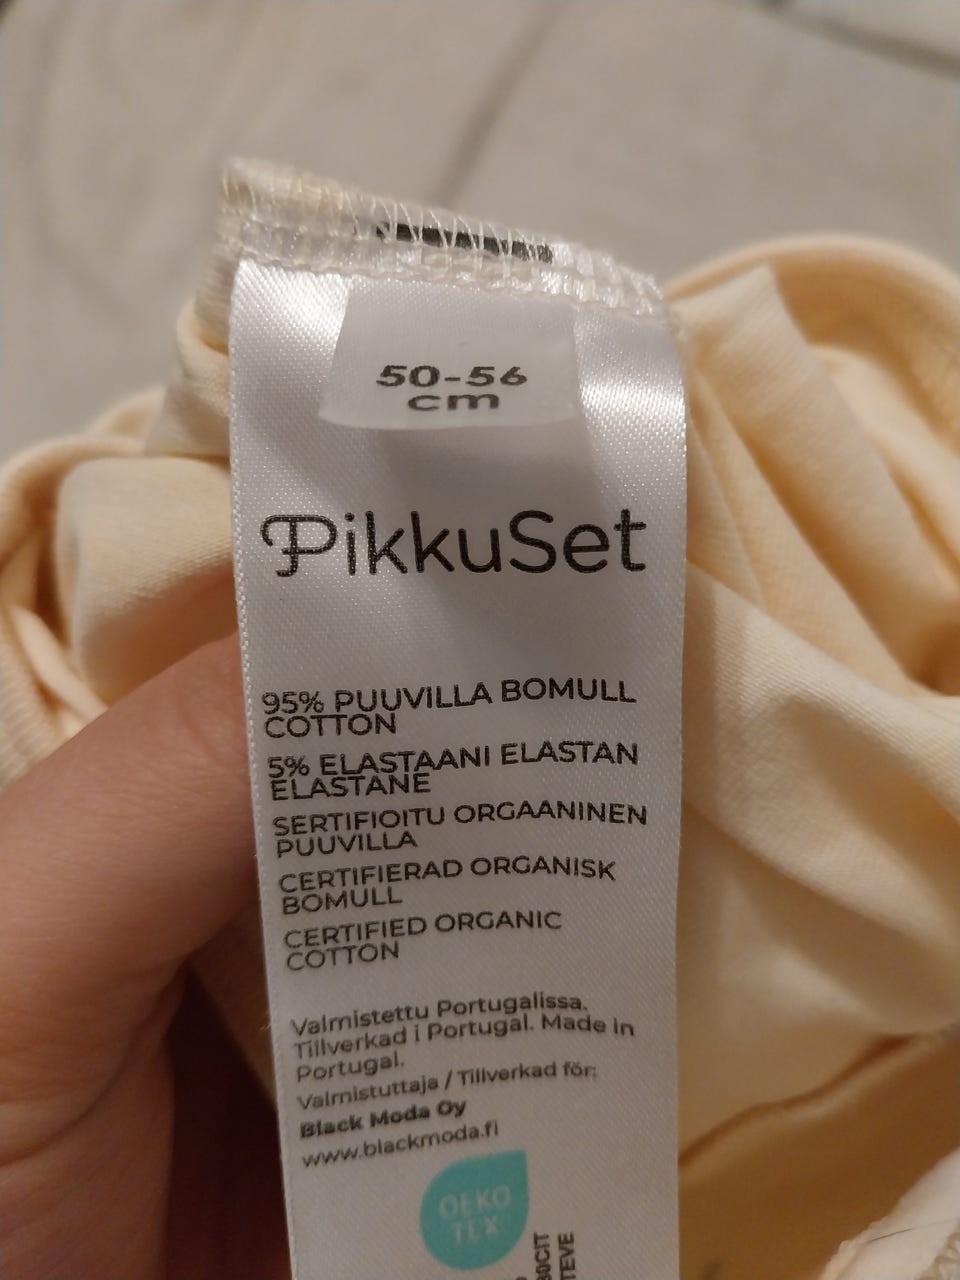 50-56
cm
PikkuSet
95% PUUVILLA BOMULL
COTTON
5% ELASTAANI ELASTAN
ELASTANE
SERTIFIOITU ORGAANINEN
PUUVILLA
CERTIFIERAD ORGANISK
BOMULL
CERTIFIED ORGANIC
COTTON
Valmistettu Portugalissa.
Tillverkad i Portugal. Made in
Portugal.
Valmistuttaja / Tillverkad för:
Black Moda Oy
www.blackmoda.fi
OEKO
TEX®